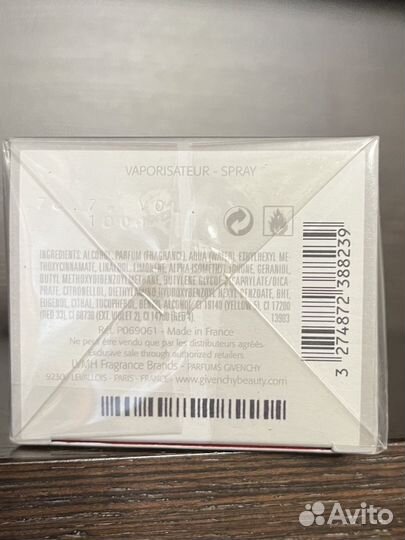 VAPORISATEUR - SPRAY
INGREDIENTS: ALCOHOL, PARFUM (FRAGRANCE), AQUA (WATER), ETHYLHEXYL ME-
THOXYCINNAMATE, LINALOOL, LIMONENE, ALPHA-ISOMETHYL IONONE, GERANIOL,
BUTYL METHOXYDIBENZOYLMETHANE, BUTYLENE GLYCOL DICAPRYLATE/DICA-
PRATE, CITRONELLOL, DIETHYLAMINO HYDROXYBENZOYL HEXYL BENZOATE, BHT,
EUGENOL, CITRAL, TOCOPHEROL, BENZYL CI 19140 (YELLOW 5), CI 17200
(RED 33), CI 60730 (EXT. VIOLET 2), CI 14700 (RED 4).
Réf. P069061 - Made in France
Ne peut être vendu que par les distributeurs agréés.
Exclusive sale through authorized retailers.
LVMH Fragrance Brands - PARFUMS GIVENCHY
LEVALLOIS - PARIS - FRANCE - www.givenchybeauty.com
3 274872 388239
Avito